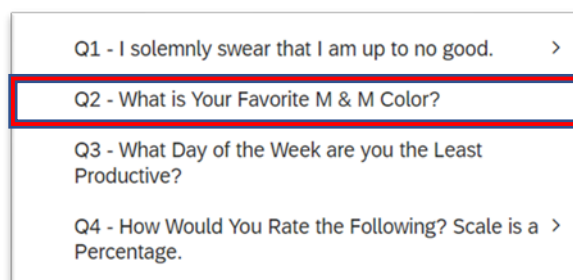 Q1 - I solemnly swear that I am up to no good.
Q2 - What is Your Favorite M & M Color?
Q3 - What Day of the Week are you the Least
Productive?
Q4 - How Would You Rate the Following? Scale is a
Percentage.